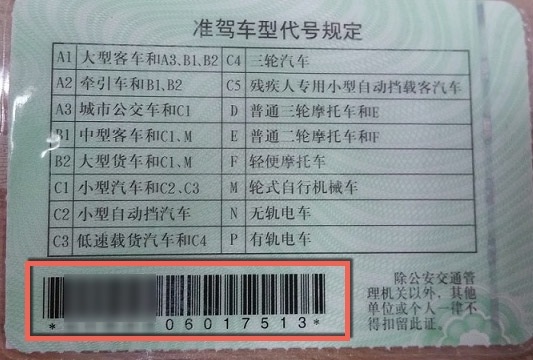 准驾车型代号规定
A1 大型客车和A3、B1、B2 C4 三轮汽车
A2 牵引车和B1、B2 C5 残疾人专用小型自动挡载客汽车
A3 城市公交车和C1 D 普通三轮摩托车和E
B1 中型客车和C1、M E 普通二轮摩托车和F
B2 大型货车和C1、M F 轻便摩托车
C1 小型汽车和C2、C3 M 轮式自行机械车
C2 小型自动挡汽车 N 无轨电车
C3 低速载货汽车和C4 P 有轨电车
* 06017513*
除公安交通管
理机关以外，其他
单位或个人一律不
得扣留此证。